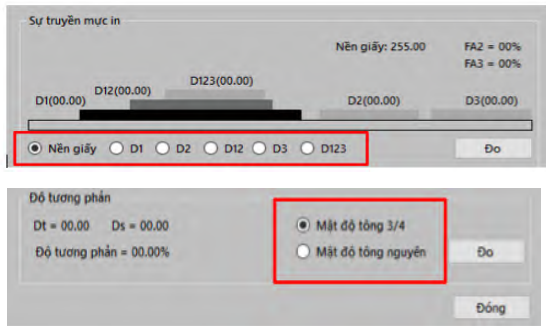 Sự truyền mực in
Nền giấy: 255.00 FA2 = 00%
FA3 = 00%
D123(00.00)
D12(00.00)
D1(00.00) D2(00.00) D3(00.00)
Nền giấy D1 D2 D12 D3 D123 Đo
Độ tương phản
Dt = 00.00 Ds = 00.00 Mật độ tông 3/4
Độ tương phản = 00.00% Mật độ tông nguyên Đo
Đóng